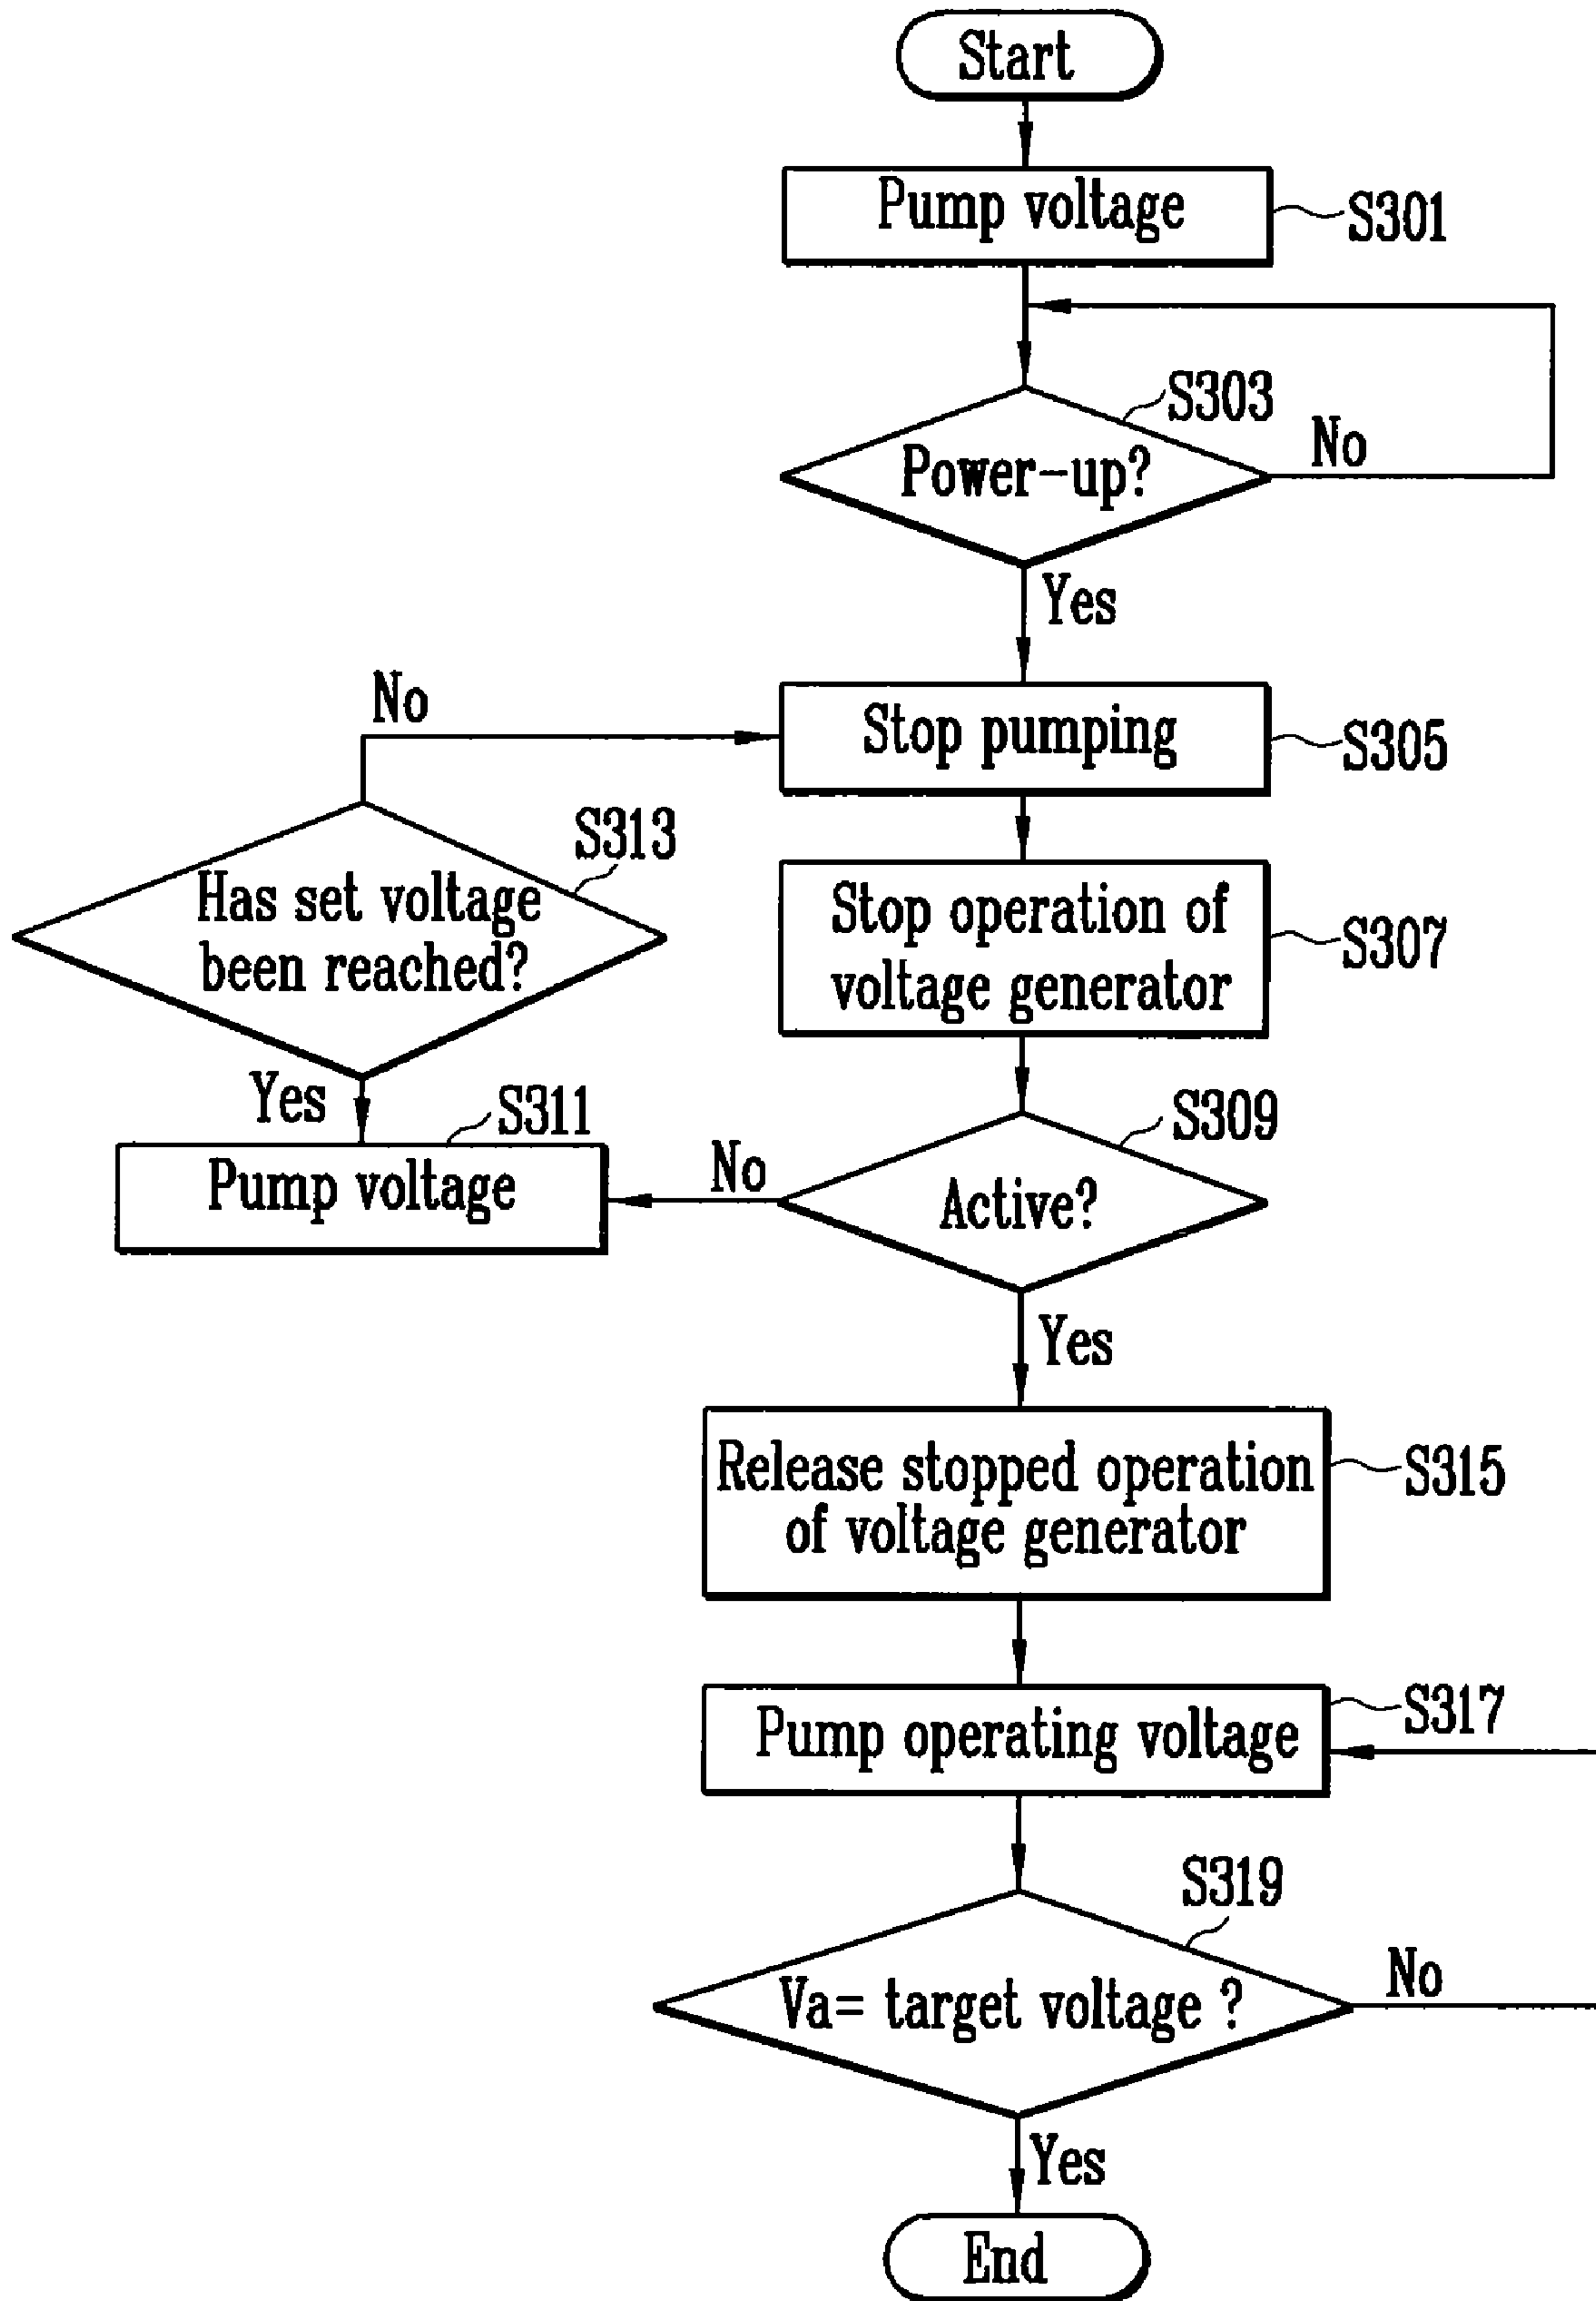 Start
Pump voltage
S301
S303
Power-up?
No
Yes
No
Stop pumping
S305
S313
Has set voltage
been reached?
Stop operation of
voltage generator
S307
Yes
S311
Pump voltage
No
S309
Active?
Yes
Release stopped operation
of voltage generator
S315
Pump operating voltage
S317
S319
Va= target voltage ?
No
Yes
End